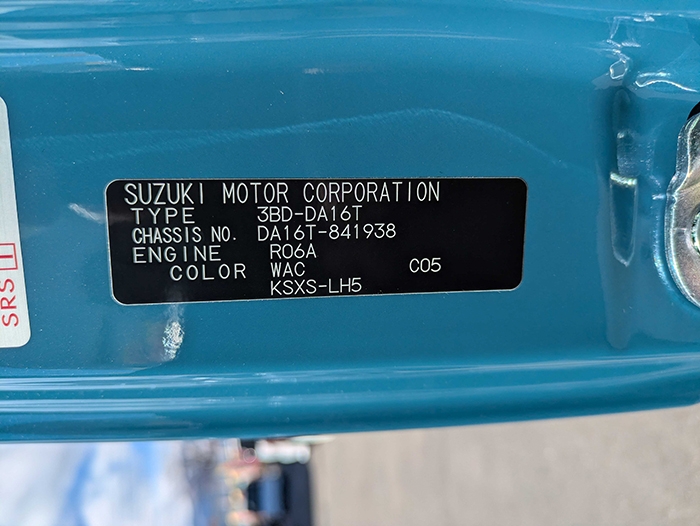 SUZUKI MOTOR CORPORATION
TYPE 3BD-DA16T
CHASSIS NO. DA16T-841938
ENGINE R06A
COLOR WAC C05
KSXS-LH5
SRS